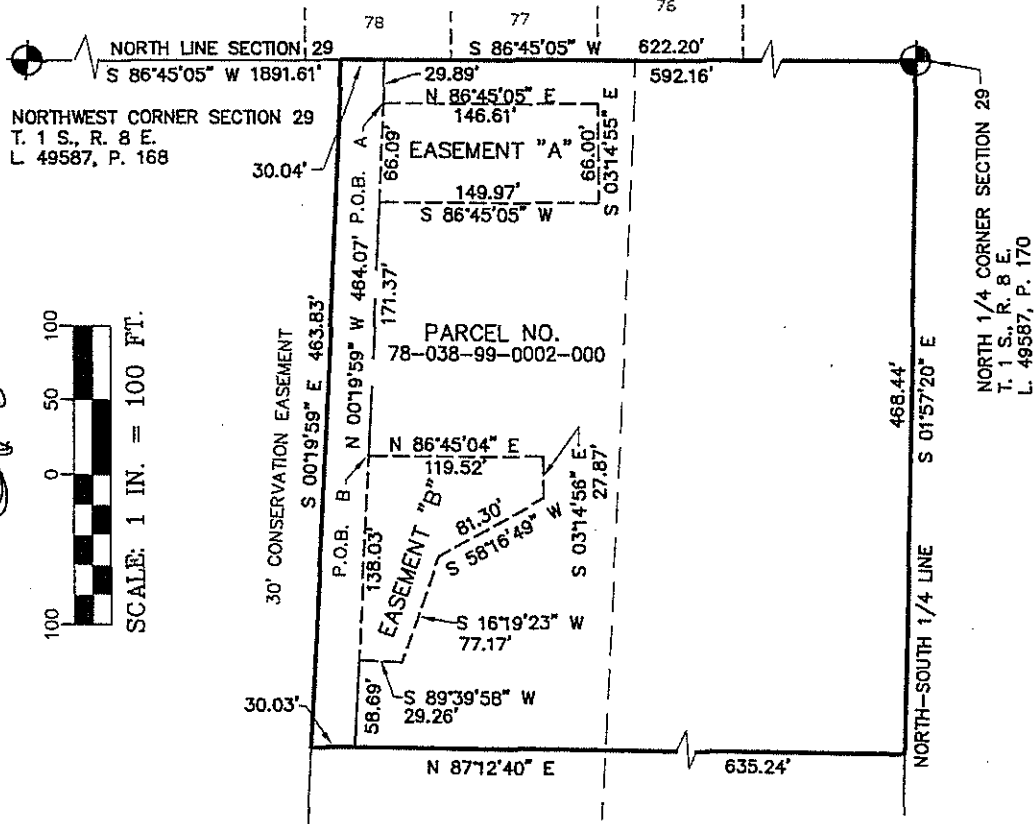 78
77
76
NORTH LINE SECTION 29
S 86°45'05" W
622.20'
S 86°45'05" W 1891.61'
29.89'
592.16'
NORTHWEST CORNER SECTION 29
T. 1 S., R. 8 E.
L. 49587, P. 168
N 86°45'05" E
146.61'
30.04'
P.O.B. A
66.09'
EASEMENT "A"
66.00'
S 03°14'55" E
149.97'
S 86°45'05" W
NORTH 1/4 CORNER SECTION 29
T. 1 S., R. 8 E.
L. 49587, P. 170
N 00°19'59" W 464.07'
171.37'
PARCEL NO.
78-038-99-0002-000
30' CONSERVATION EASEMENT
S 00°19'59" E 463.83'
468.44'
S 01°57'20" E
100
50
0
100
SCALE: 1 IN. = 100 FT.
N 86°45'04" E
119.52'
P.O.B. B
138.03'
EASEMENT "B"
81.30'
S 58°16'49" W
S 03°14'56" E
27.87'
S 16°19'23" W
77.17'
NORTH-SOUTH 1/4 LINE
30.03'
58.69'
S 89°39'58" W
29.26'
N 87°12'40" E
635.24'